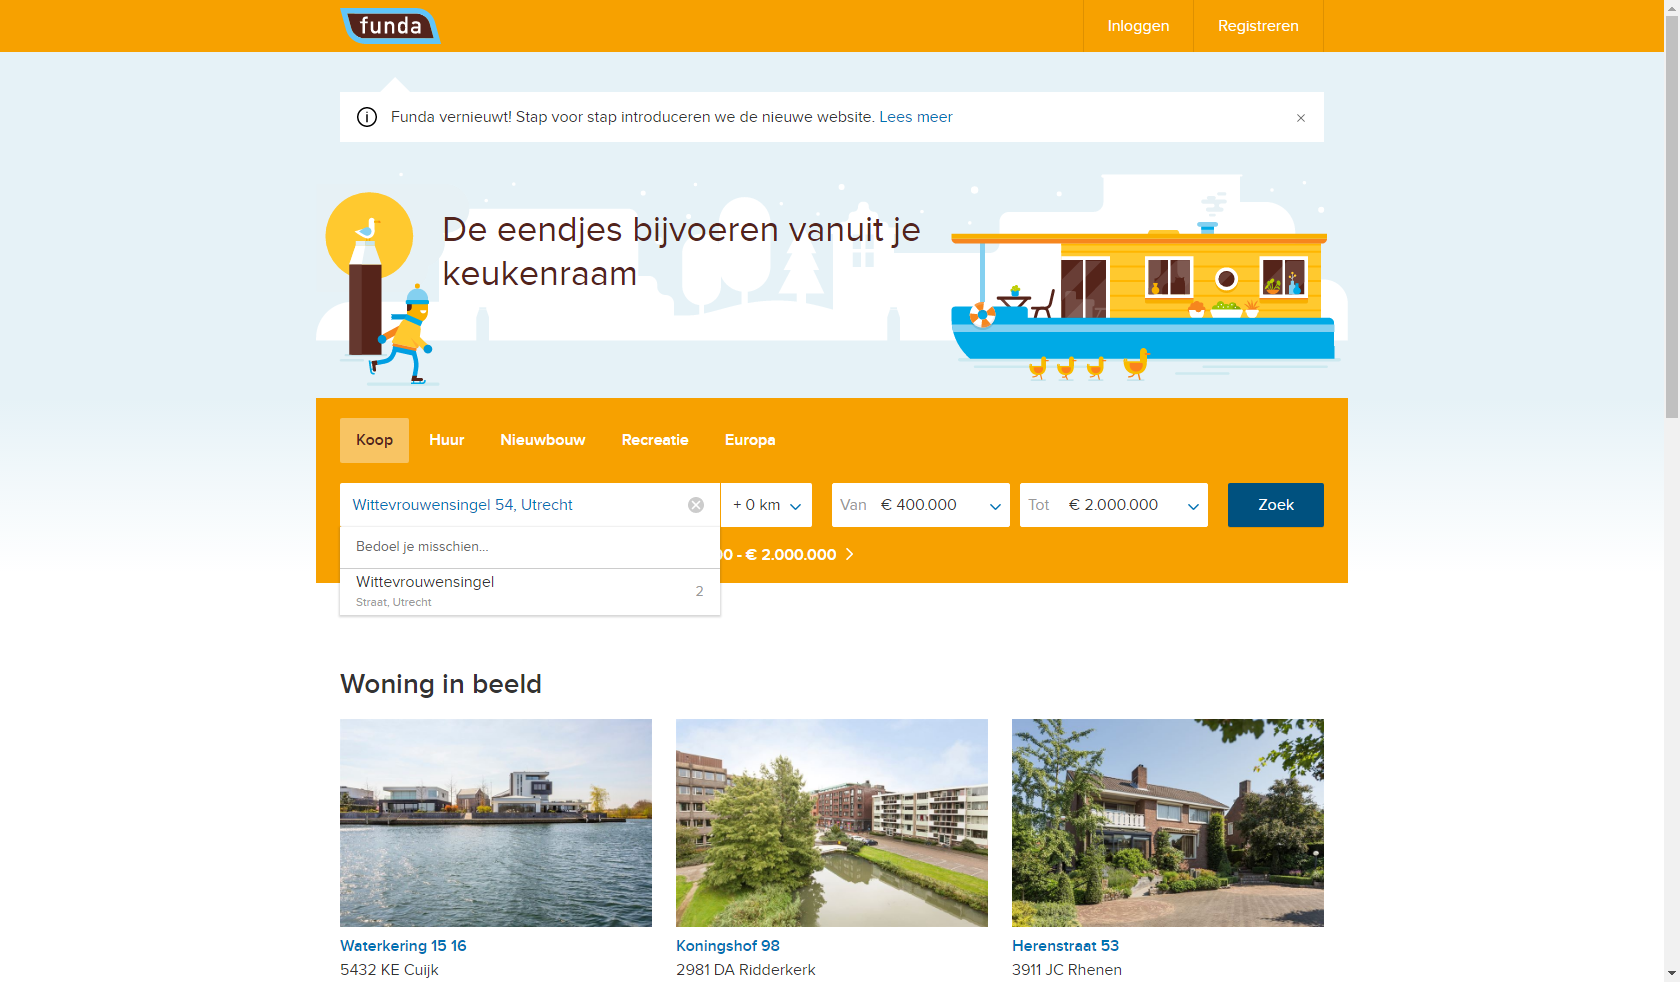 funda
Inloggen
Registreren
Funda vernieuwt! Stap voor stap introduceren we de nieuwe website. Lees meer
De eendjes bijvoeren vanuit je
keukenraam
Koop
Huur
Nieuwbouw
Recreatie
Europa
Wittevrouwensingel 54, Utrecht
+ 0 km
Van € 400.000
Tot € 2.000.000
Zoek
Bedoel je misschien...
0 - € 2.000.000
Wittevrouwensingel
2
Straat, Utrecht
Woning in beeld
Waterkering 15 16
5432 KE Cuijk
Koningshof 98
2981 DA Ridderkerk
Herenstraat 53
3911 JC Rhenen